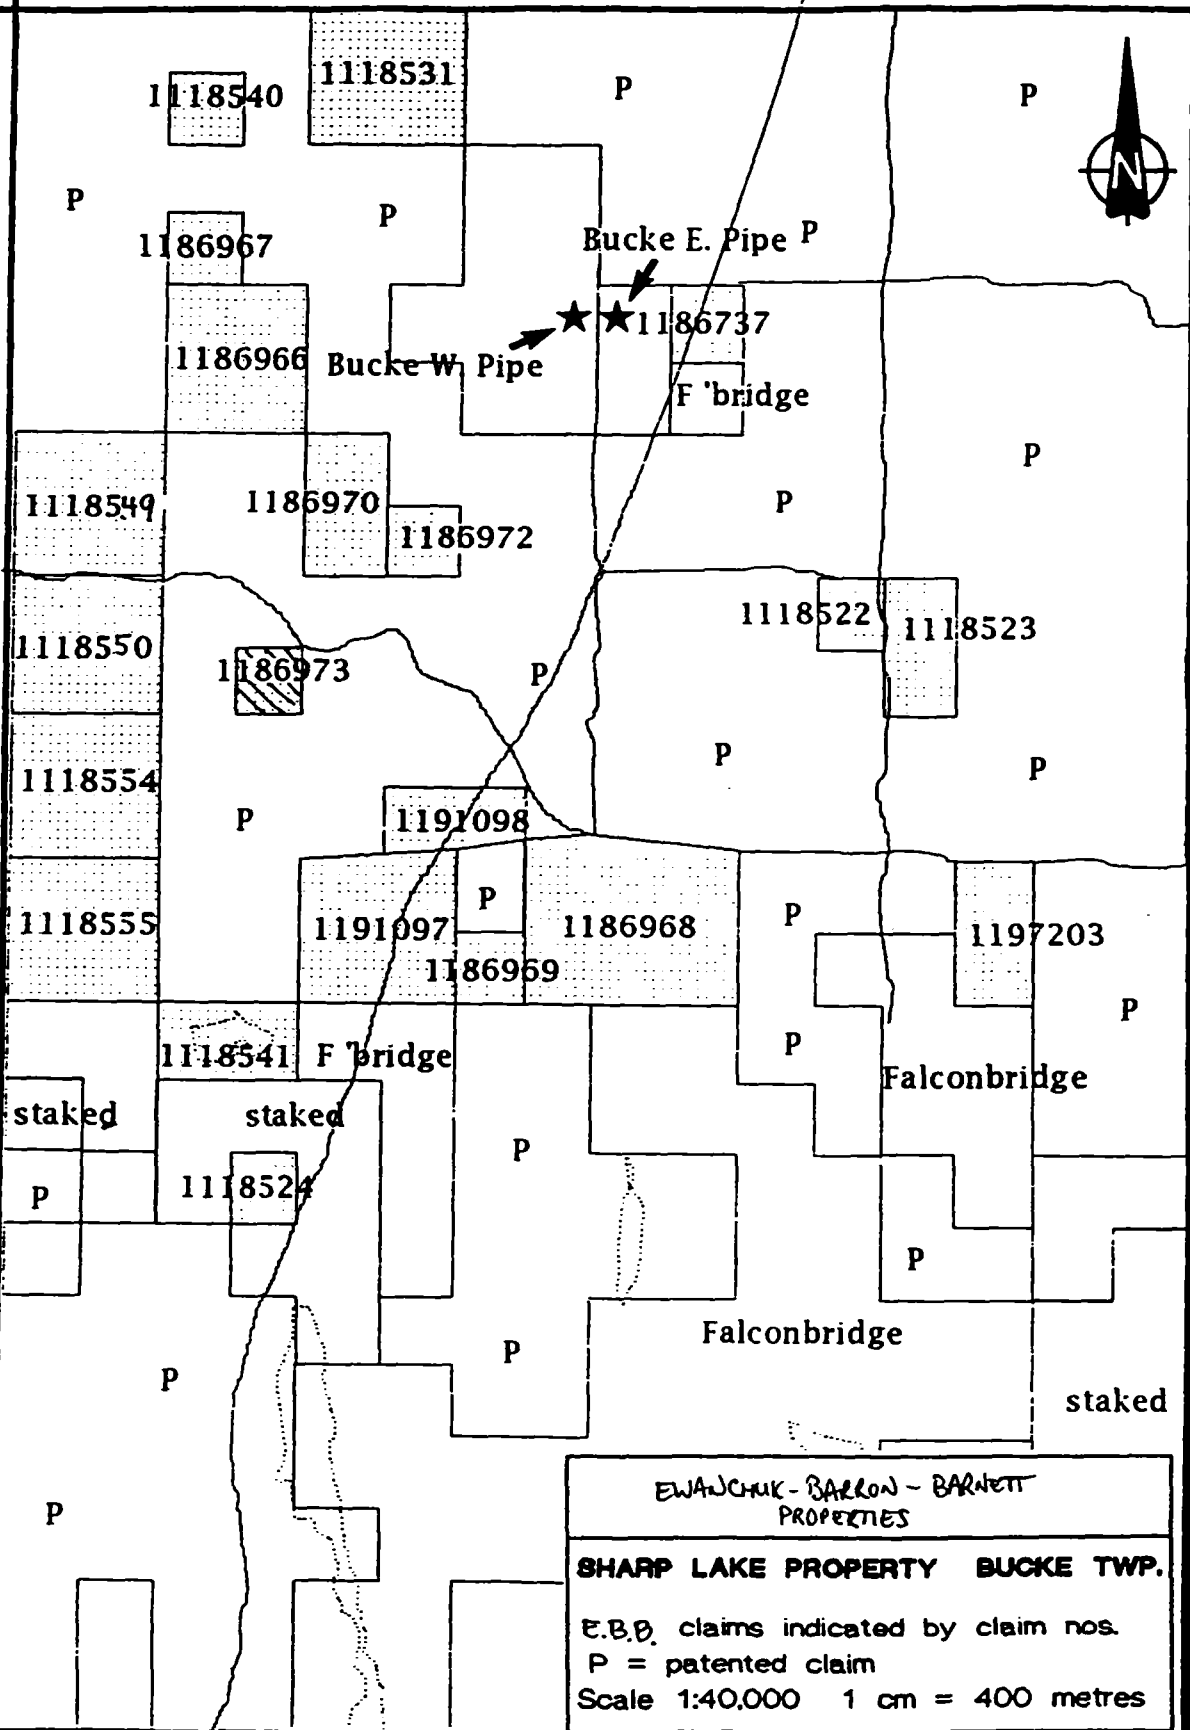 1118531
P
P
1118540
N
P
P
Bucke E. Pipe
P
1186967
1186737
1186966
Bucke W. Pipe
F'bridge
P
1118549
1186970
P
1186972
1118522
1118523
1118550
1186973
P
P
P
1118554
P
1191098
P
1118555
1191097
P
1186968
1197203
1186969
P
P
1118541
F'bridge
Falconbridge
staked
staked
P
P
1118524
P
Falconbridge
P
P
staked
P
EWANCHUK - BARRON - BARNETT
PROPERTIES
SHARP LAKE PROPERTY BUCKE TWP.
E.B.B. claims indicated by claim nos.
P = patented claim
Scale 1:40,000 1 cm = 400 metres